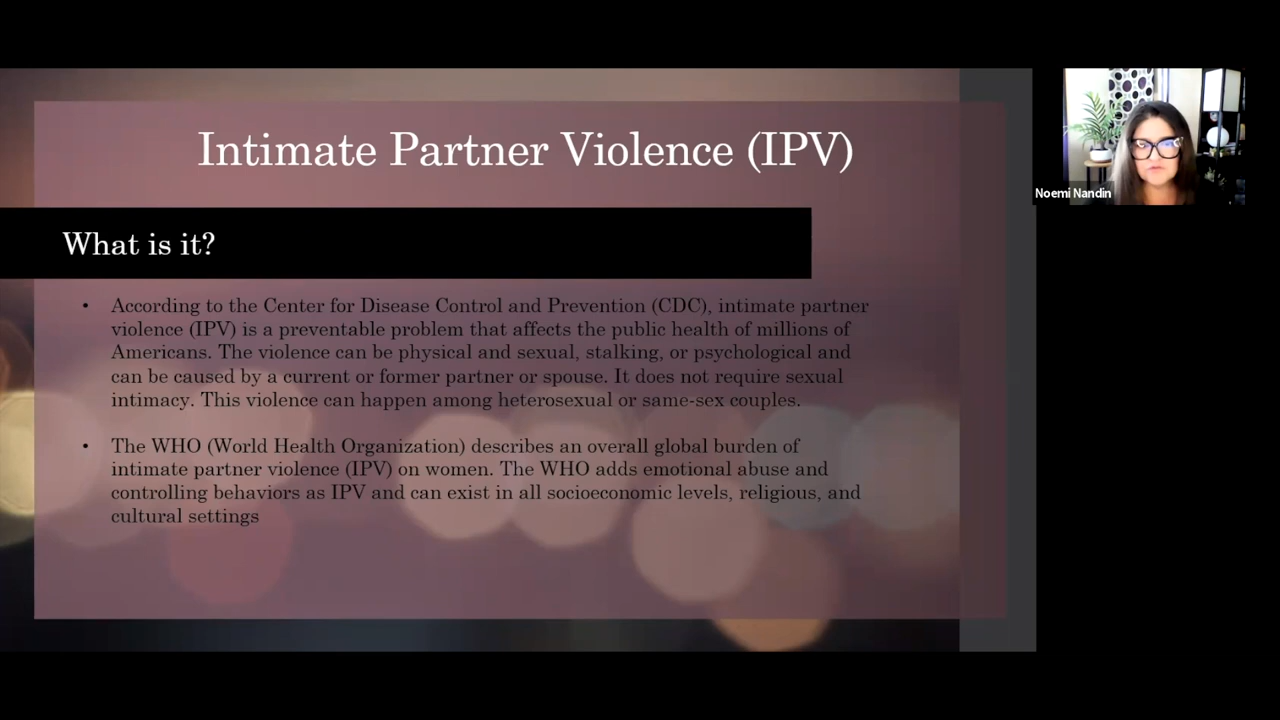 Intimate Partner Violence (IPV)
What is it?
• According to the Center for Disease Control and Prevention (CDC), intimate partner
violence (IPV) is a preventable problem that affects the public health of millions of
Americans. The violence can be physical and sexual, stalking, or psychological and
can be caused by a current or former partner or spouse. It does not require sexual
intimacy. This violence can happen among heterosexual or same-sex couples.
• The WHO (World Health Organization) describes an overall global burden of
intimate partner violence (IPV) on women. The WHO adds emotional abuse and
controlling behaviors as IPV and can exist in all socioeconomic levels, religious, and
cultural settings
Noemi Nandin